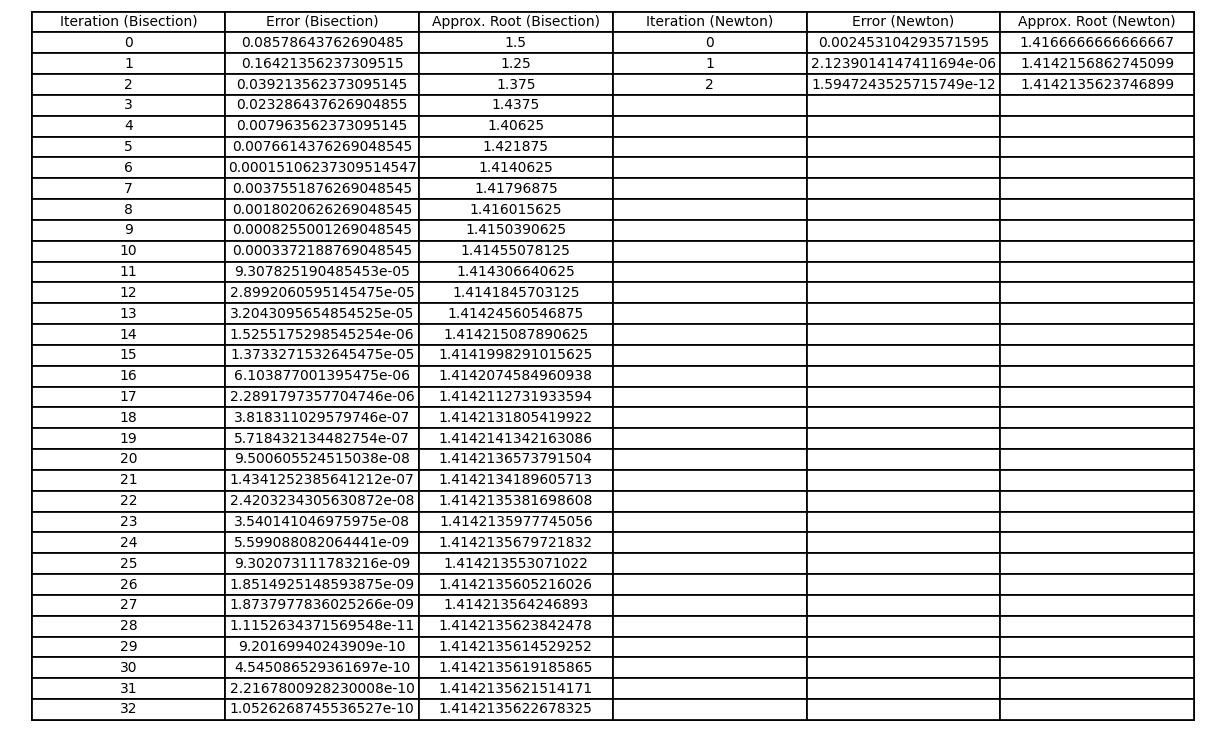 Iteration (Bisection) Error (Bisection) Approx. Root (Bisection) Iteration (Newton) Error (Newton) Approx. Root (Newton)
0 0.08578643762690485 1.5 0 0.002453104293571595 1.4166666666666667
1 0.16421356237309515 1.25 1 2.1239014147411694e-06 1.4142156862745099
2 0.039213562373095145 1.375 2 1.5947243525715749e-12 1.4142135623746899
3 0.023286437626904855 1.4375
4 0.007963562373095145 1.40625
5 0.0076614376269048545 1.421875
6 0.00015106237309514547 1.4140625
7 0.0037551876269048545 1.41796875
8 0.0018020626269048545 1.416015625
9 0.0008255001269048545 1.4150390625
10 0.0003372188769048545 1.41455078125
11 9.307825190485453e-05 1.414306640625
12 2.8992060595145475e-05 1.4141845703125
13 3.2043095654854525e-05 1.41424560546875
14 1.5255175298545254e-06 1.414215087890625
15 1.3733271532645475e-05 1.4141998291015625
16 6.103877001395475e-06 1.4142074584960938
17 2.2891797357704746e-06 1.4142112731933594
18 3.818311029579746e-07 1.4142131805419922
19 5.718432134482754e-07 1.4142141342163086
20 9.500605524515038e-08 1.4142136573791504
21 1.4341252385641212e-07 1.4142134189605713
22 2.4203234305630872e-08 1.4142135381698608
23 3.540141046975975e-08 1.4142135977745056
24 5.599088082064441e-09 1.4142135679721832
25 9.302073111783216e-09 1.414213553071022
26 1.8514925148593875e-09 1.4142135605216026
27 1.8737977836025266e-09 1.414213564246893
28 1.1152634371569548e-11 1.4142135623842478
29 9.20169940243909e-10 1.4142135614529252
30 4.545086529361697e-10 1.4142135619185865
31 2.2167800928230008e-10 1.4142135621514171
32 1.0526268745536527e-10 1.4142135622678325